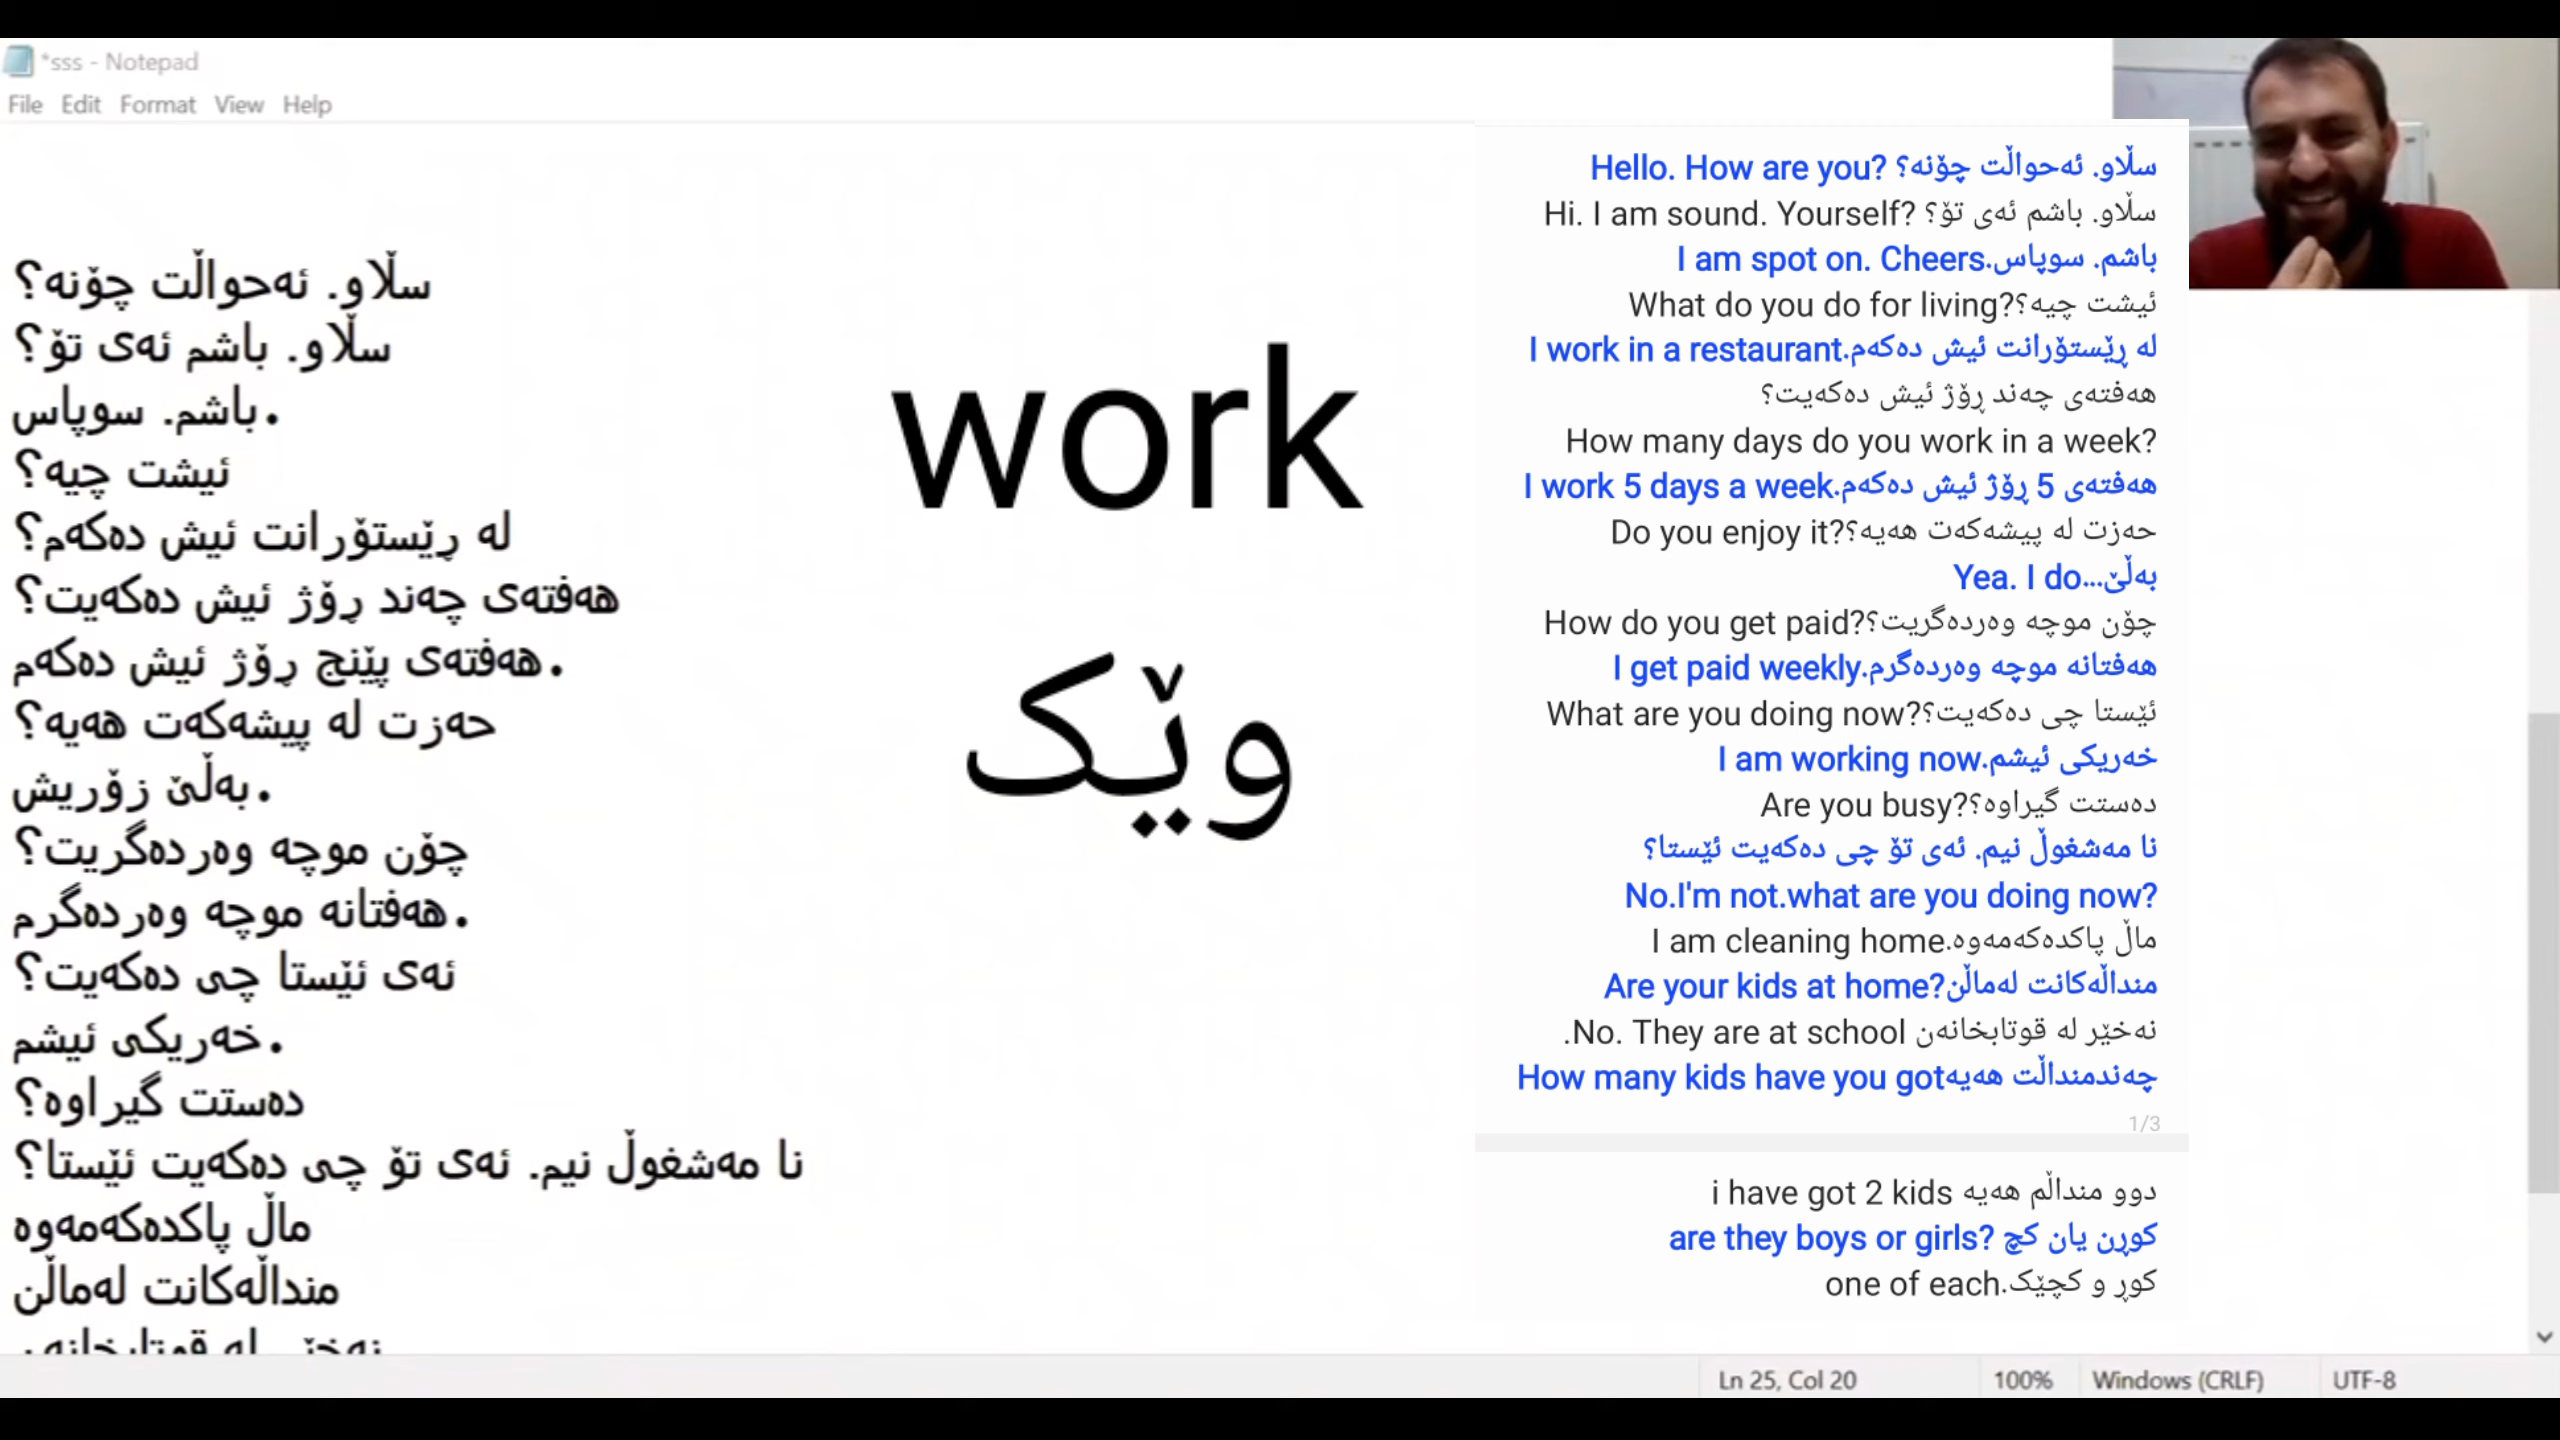 *sss - Notepad
File Edit Format View Help
سڵاو. ئەحواڵت چۆنە؟
سڵاو. باشم ئەی تۆ؟
باشم. سوپاس.
ئیشت چیە؟
لە ڕێستۆرانت ئیش دەکەم؟
هەفتەی چەند ڕۆژ ئیش دەکەیت؟
هەفتەی پێنج ڕۆژ ئیش دەکەم.
حەزت لە پیشەکەت هەیە؟
بەڵێ زۆریش.
چۆن موچە وەردەگریت؟
هەفتانە موچە وەردەگرم.
ئەی ئێستا چی دەکەیت؟
خەریکی ئیشم.
دەستت گیراوە؟
نا مەشغوڵ نیم. ئەی تۆ چی دەکەیت ئێستا؟
ماڵ پاکدەکەمەوە
منداڵەکانت لەماڵن
work
وێک
Hello. How are you? سڵاو. ئەحواڵت چۆنە؟
Hi. I am sound. Yourself? سڵاو. باشم ئەی تۆ؟
I am spot on. Cheers.باشم. سوپاس
What do you do for living?ئیشت چیە؟
I work in a restaurant.لە ڕێستۆرانت ئیش دەکەم
هەفتەی چەند ڕۆژ ئیش دەکەیت؟
How many days do you work in a week?
I work 5 days a week.هەفتەی 5 ڕۆژ ئیش دەکەم
Do you enjoy it?حەزت لە پیشەکەت هەیە؟
Yea. I do...بەڵێ
How do you get paid?چۆن موچە وەردەگریت؟
I get paid weekly.هەفتانە موچە وەردەگرم
What are you doing now?ئێستا چی دەکەیت؟
I am working now.خەریکی ئیشم
Are you busy?دەستت گیراوە؟
نا مەشغوڵ نیم. ئەی تۆ چی دەکەیت ئێستا؟
No.I'm not.what are you doing now?
I am cleaning home.ماڵ پاکدەکەمەوە
Are your kids at home?منداڵەکانت لەماڵن
.No. They are at school نەخێر لە قوتابخانەن
How many kids have you gotچەندمنداڵت هەیە
1/3
i have got 2 kids دوو منداڵم هەیە
are they boys or girls? کوڕن یان کچ
one of each.کوڕ و کچێک
Ln 25, Col 20 100% Windows (CRLF) UTF-8